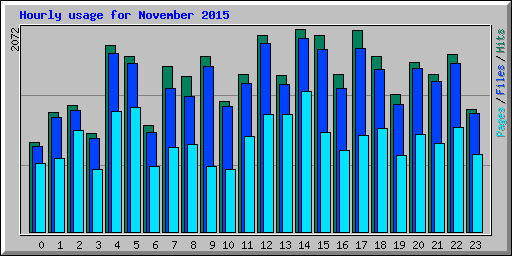 Hourly usage for November 2015
2072
Pages/Files/Hits
0 1 2 3 4 5 6 7 8 9 10 11 12 13 14 15 16 17 18 19 20 21 22 23